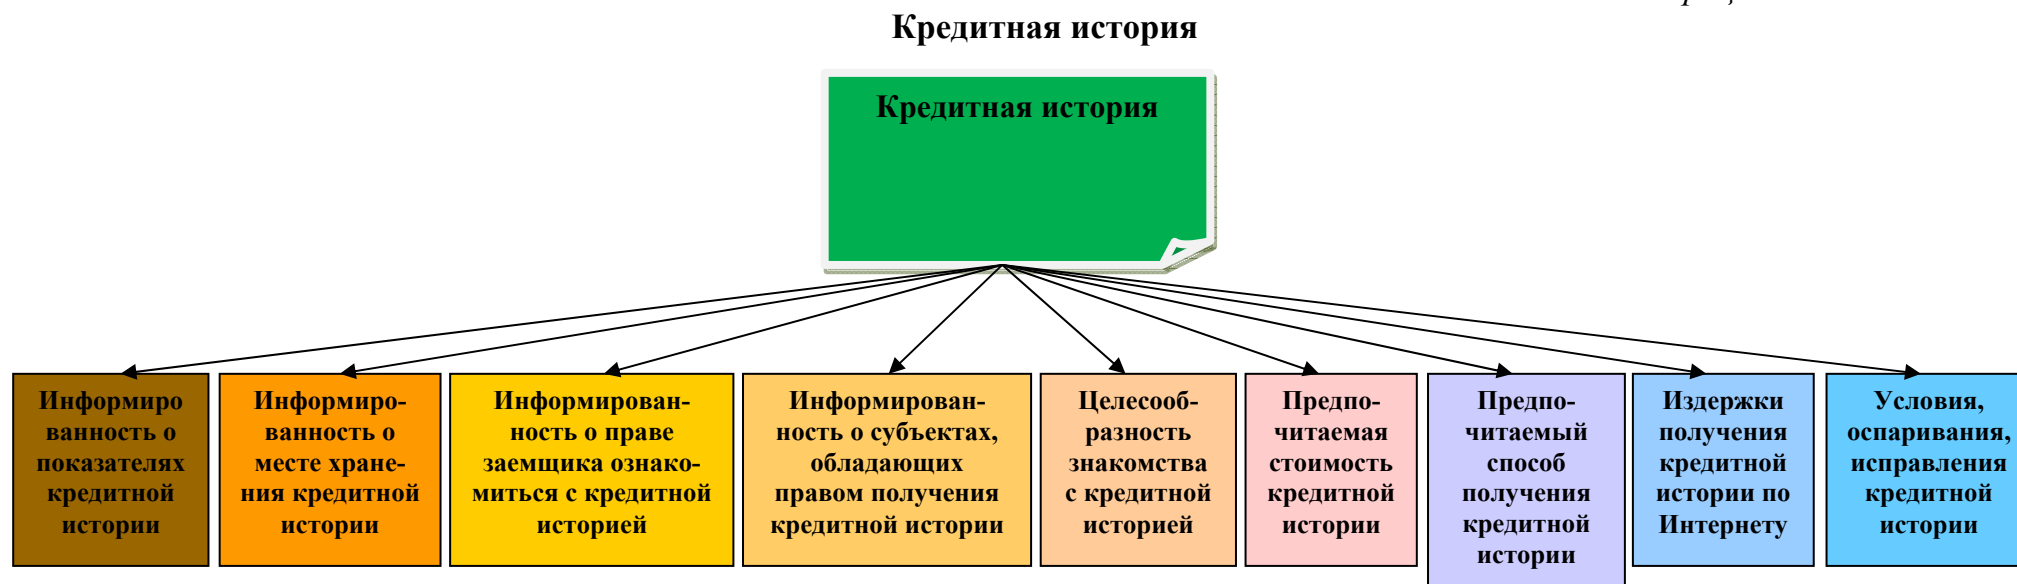 Кредитная история
Кредитная история
Информиро
ванность о
показателях
кредитной
истории
Информиро-
ванность о
месте хране-
ния кредитной
истории
Информирован-
ность о праве
заемщика ознако-
миться с кредитной
историей
Информирован-
ность о субъектах,
обладающих
правом получения
кредитной истории
Целесооб-
разность
знакомства
с кредитной
историей
Предпо-
читаемая
стоимость
кредитной
истории
Предпо-
читаемый
способ
получения
кредитной
истории
Издержки
получения
кредитной
истории по
Интернету
Условия,
оспаривания,
исправления
кредитной
истории